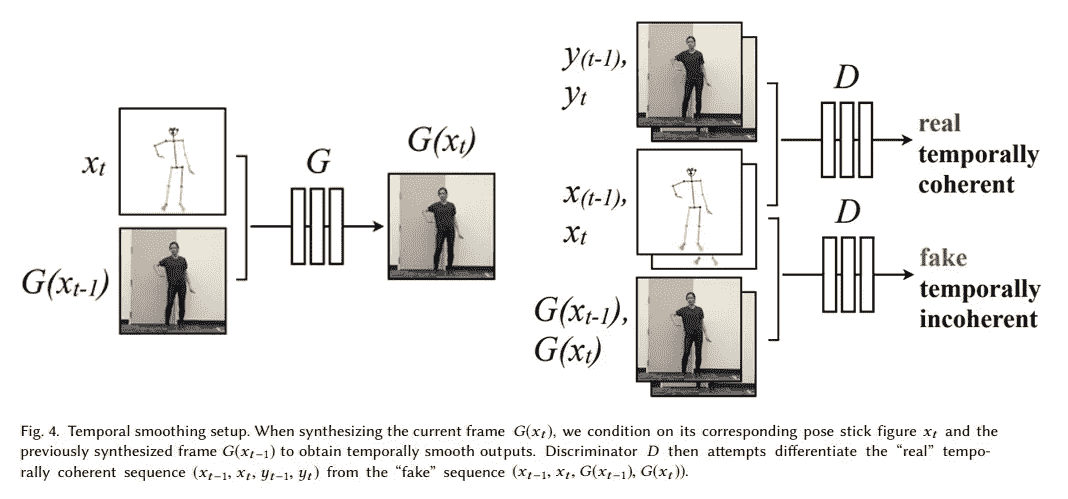 x_t
G(x_{t-1})
G
G(x_t)
y(t-1),
y_t
x(t-1),
x_t
G(x_{t-1}),
G(x_t)
D
real
temporally
coherent
D
fake
temporally
incoherent
Fig. 4. Temporal smoothing setup. When synthesizing the current frame G(x_t), we condition on its corresponding pose stick figure x_t and the
previously synthesized frame G(x_{t−1}) to obtain temporally smooth outputs. Discriminator D then attempts differentiate the “real” tempo-
rally coherent sequence (x_{t−1}, x_t, y_{t−1}, y_t) from the “fake” sequence (x_{t−1}, x_t, G(x_{t−1}), G(x_t)).